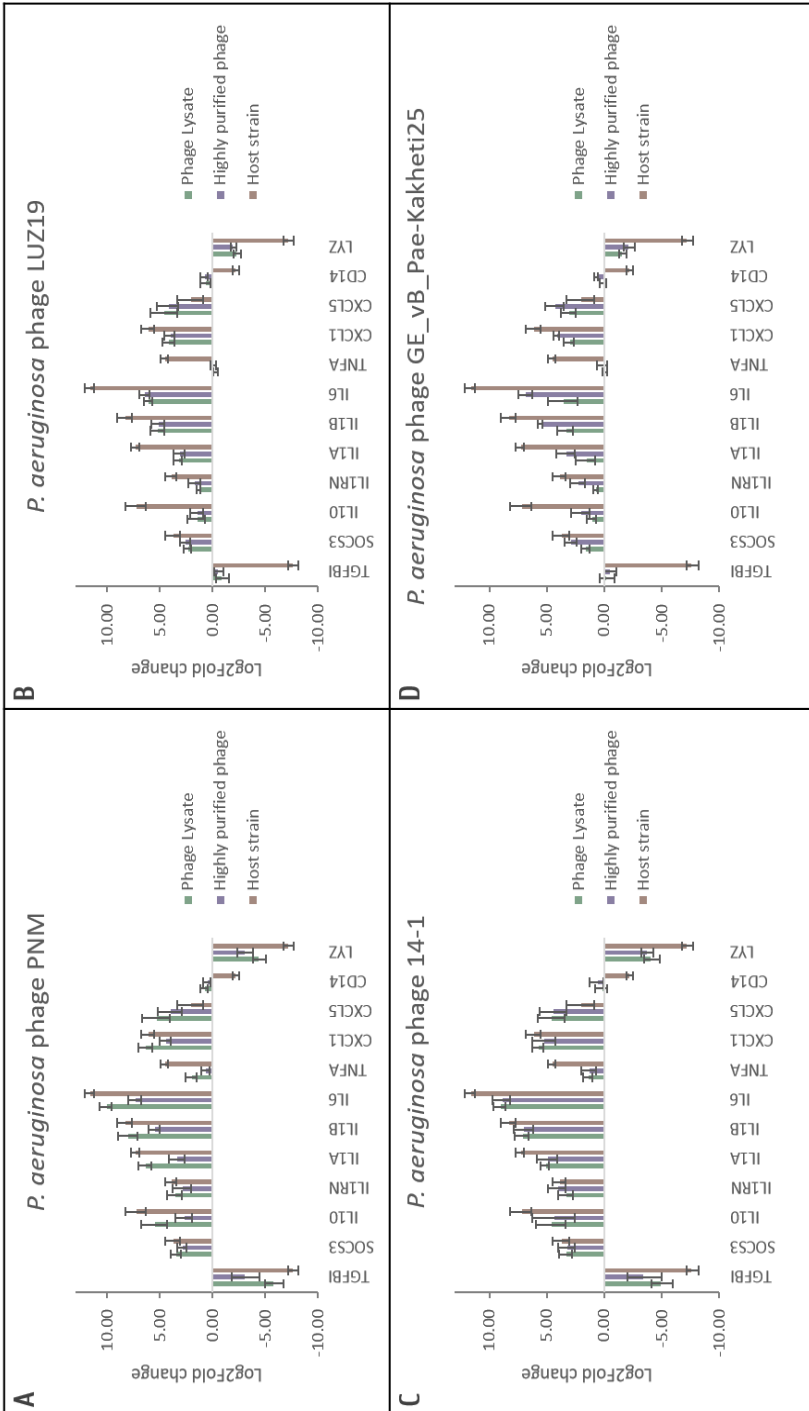 A
P. aeruginosa phage PNM
Log2Fold change
10.00
5.00
0.00
-5.00
-10.00
TGFBI
SOCS3
IL10
IL1RN
IL1A
IL1B
IL6
TNFA
CXCL1
CXCL5
CD14
LYZ
Phage Lysate
Highly purified phage
Host strain
B
P. aeruginosa phage LUZ19
Log2Fold change
10.00
5.00
0.00
-5.00
-10.00
TGFBI
SOCS3
IL10
IL1RN
IL1A
IL1B
IL6
TNFA
CXCL1
CXCL5
CD14
LYZ
Phage Lysate
Highly purified phage
Host strain
C
P. aeruginosa phage 14-1
Log2Fold change
10.00
5.00
0.00
-5.00
-10.00
TGFBI
SOCS3
IL10
IL1RN
IL1A
IL1B
IL6
TNFA
CXCL1
CXCL5
CD14
LYZ
Phage Lysate
Highly purified phage
Host strain
D
P. aeruginosa phage GE_vB_Pae-Kakheti25
Log2Fold change
10.00
5.00
0.00
-5.00
-10.00
TGFBI
SOCS3
IL10
IL1RN
IL1A
IL1B
IL6
TNFA
CXCL1
CXCL5
CD14
LYZ
Phage Lysate
Highly purified phage
Host strain